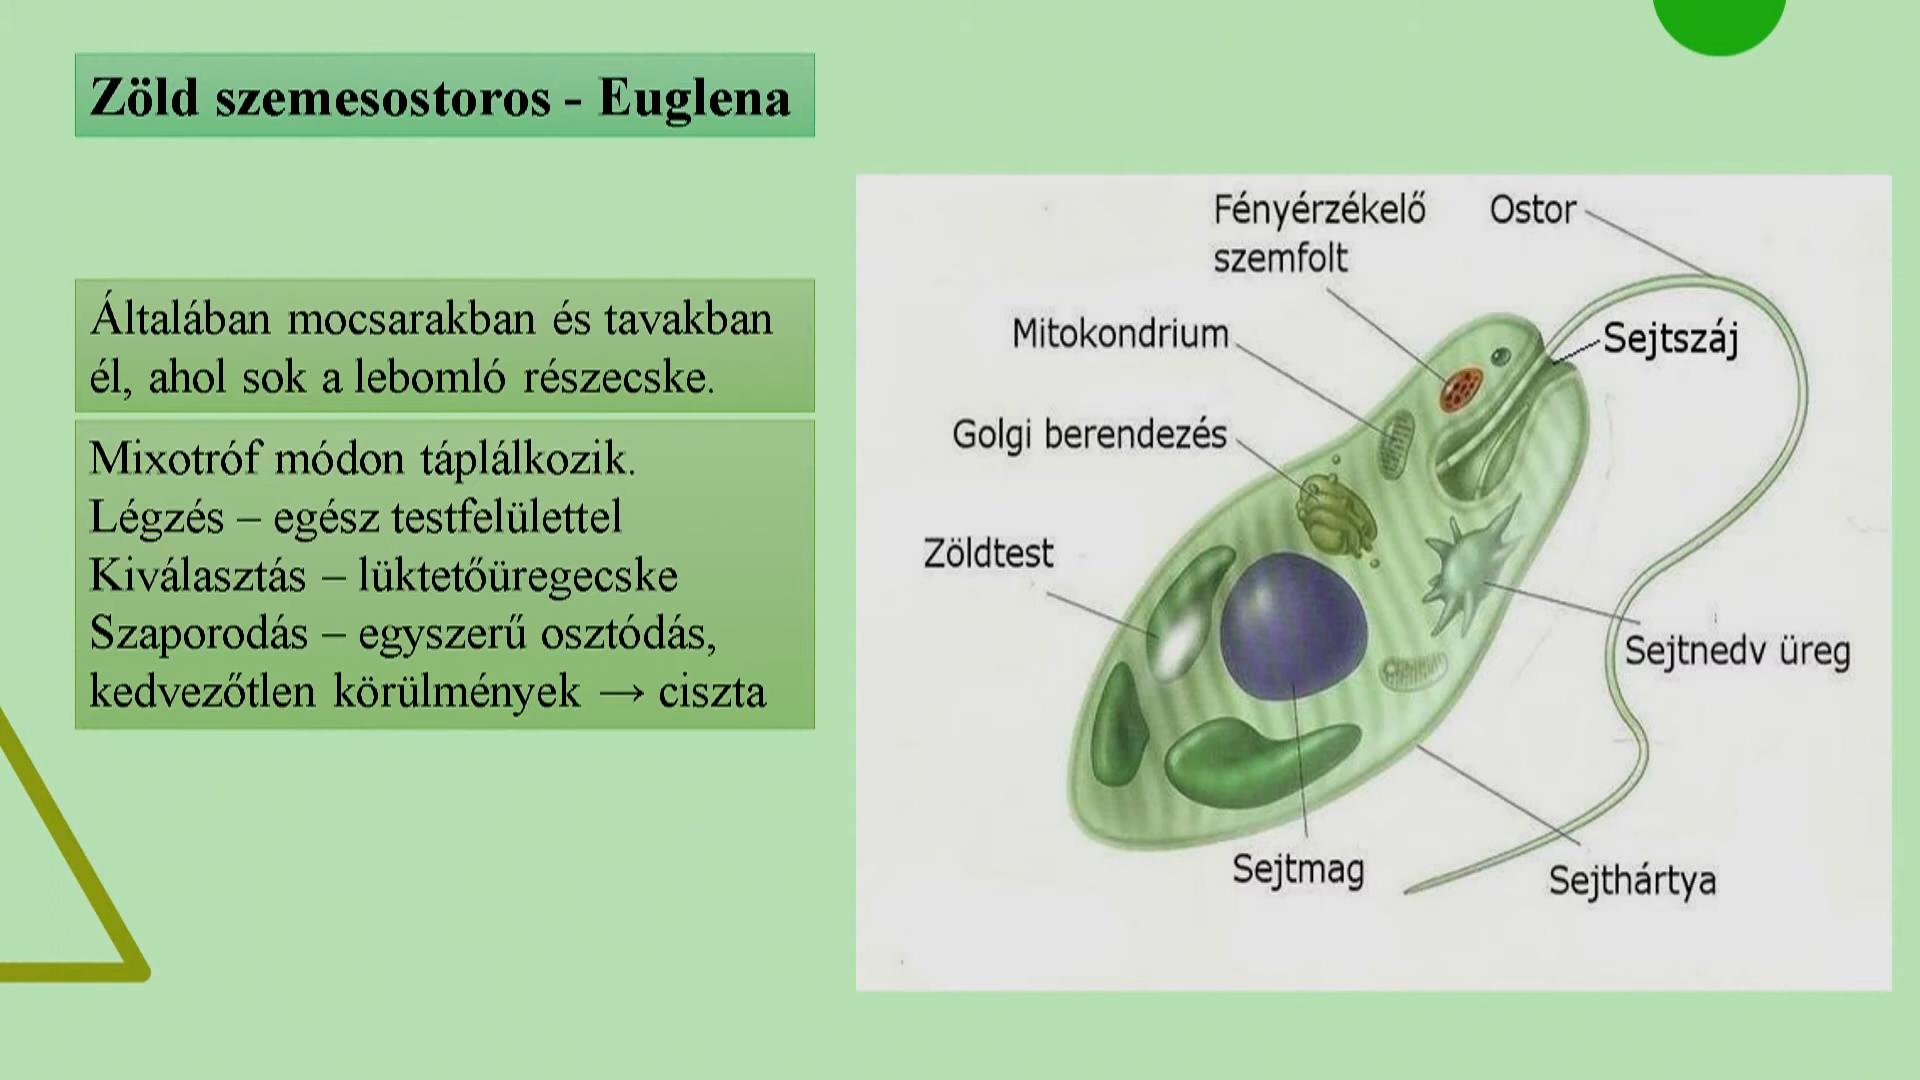 Zöld szemesostoros - Euglena
Általában mocsarakban és tavakban
él, ahol sok a lebomló részecske.
Mixotróf módon táplálkozik.
Légzés – egész testfelülettel
Kiválasztás – lüktetőüregecske
Szaporodás – egyszerű osztódás,
kedvezőtlen körülmények → ciszta
Fényérzékelő
szemfolt
Ostor
Mitokondrium
Sejtszáj
Golgi berendezés
Zöldtest
Sejtnedv üreg
Sejtmag
Sejthártya